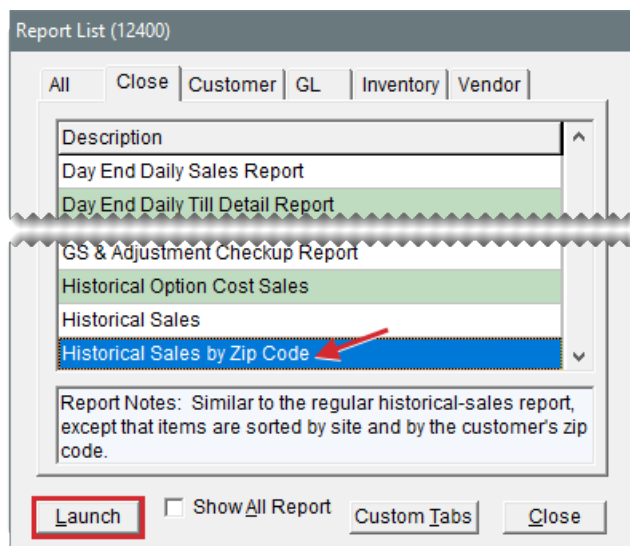 Report List (12400)
All Close Customer GL Inventory Vendor
Description
Day End Daily Sales Report
Day End Daily Till Detail Report
GS & Adjustment Checkup Report
Historical Option Cost Sales
Historical Sales
Historical Sales by Zip Code
Report Notes:  Similar to the regular historical-sales report,
except that items are sorted by site and by the customer's zip
code.
Launch Show All Report Custom Tabs Close